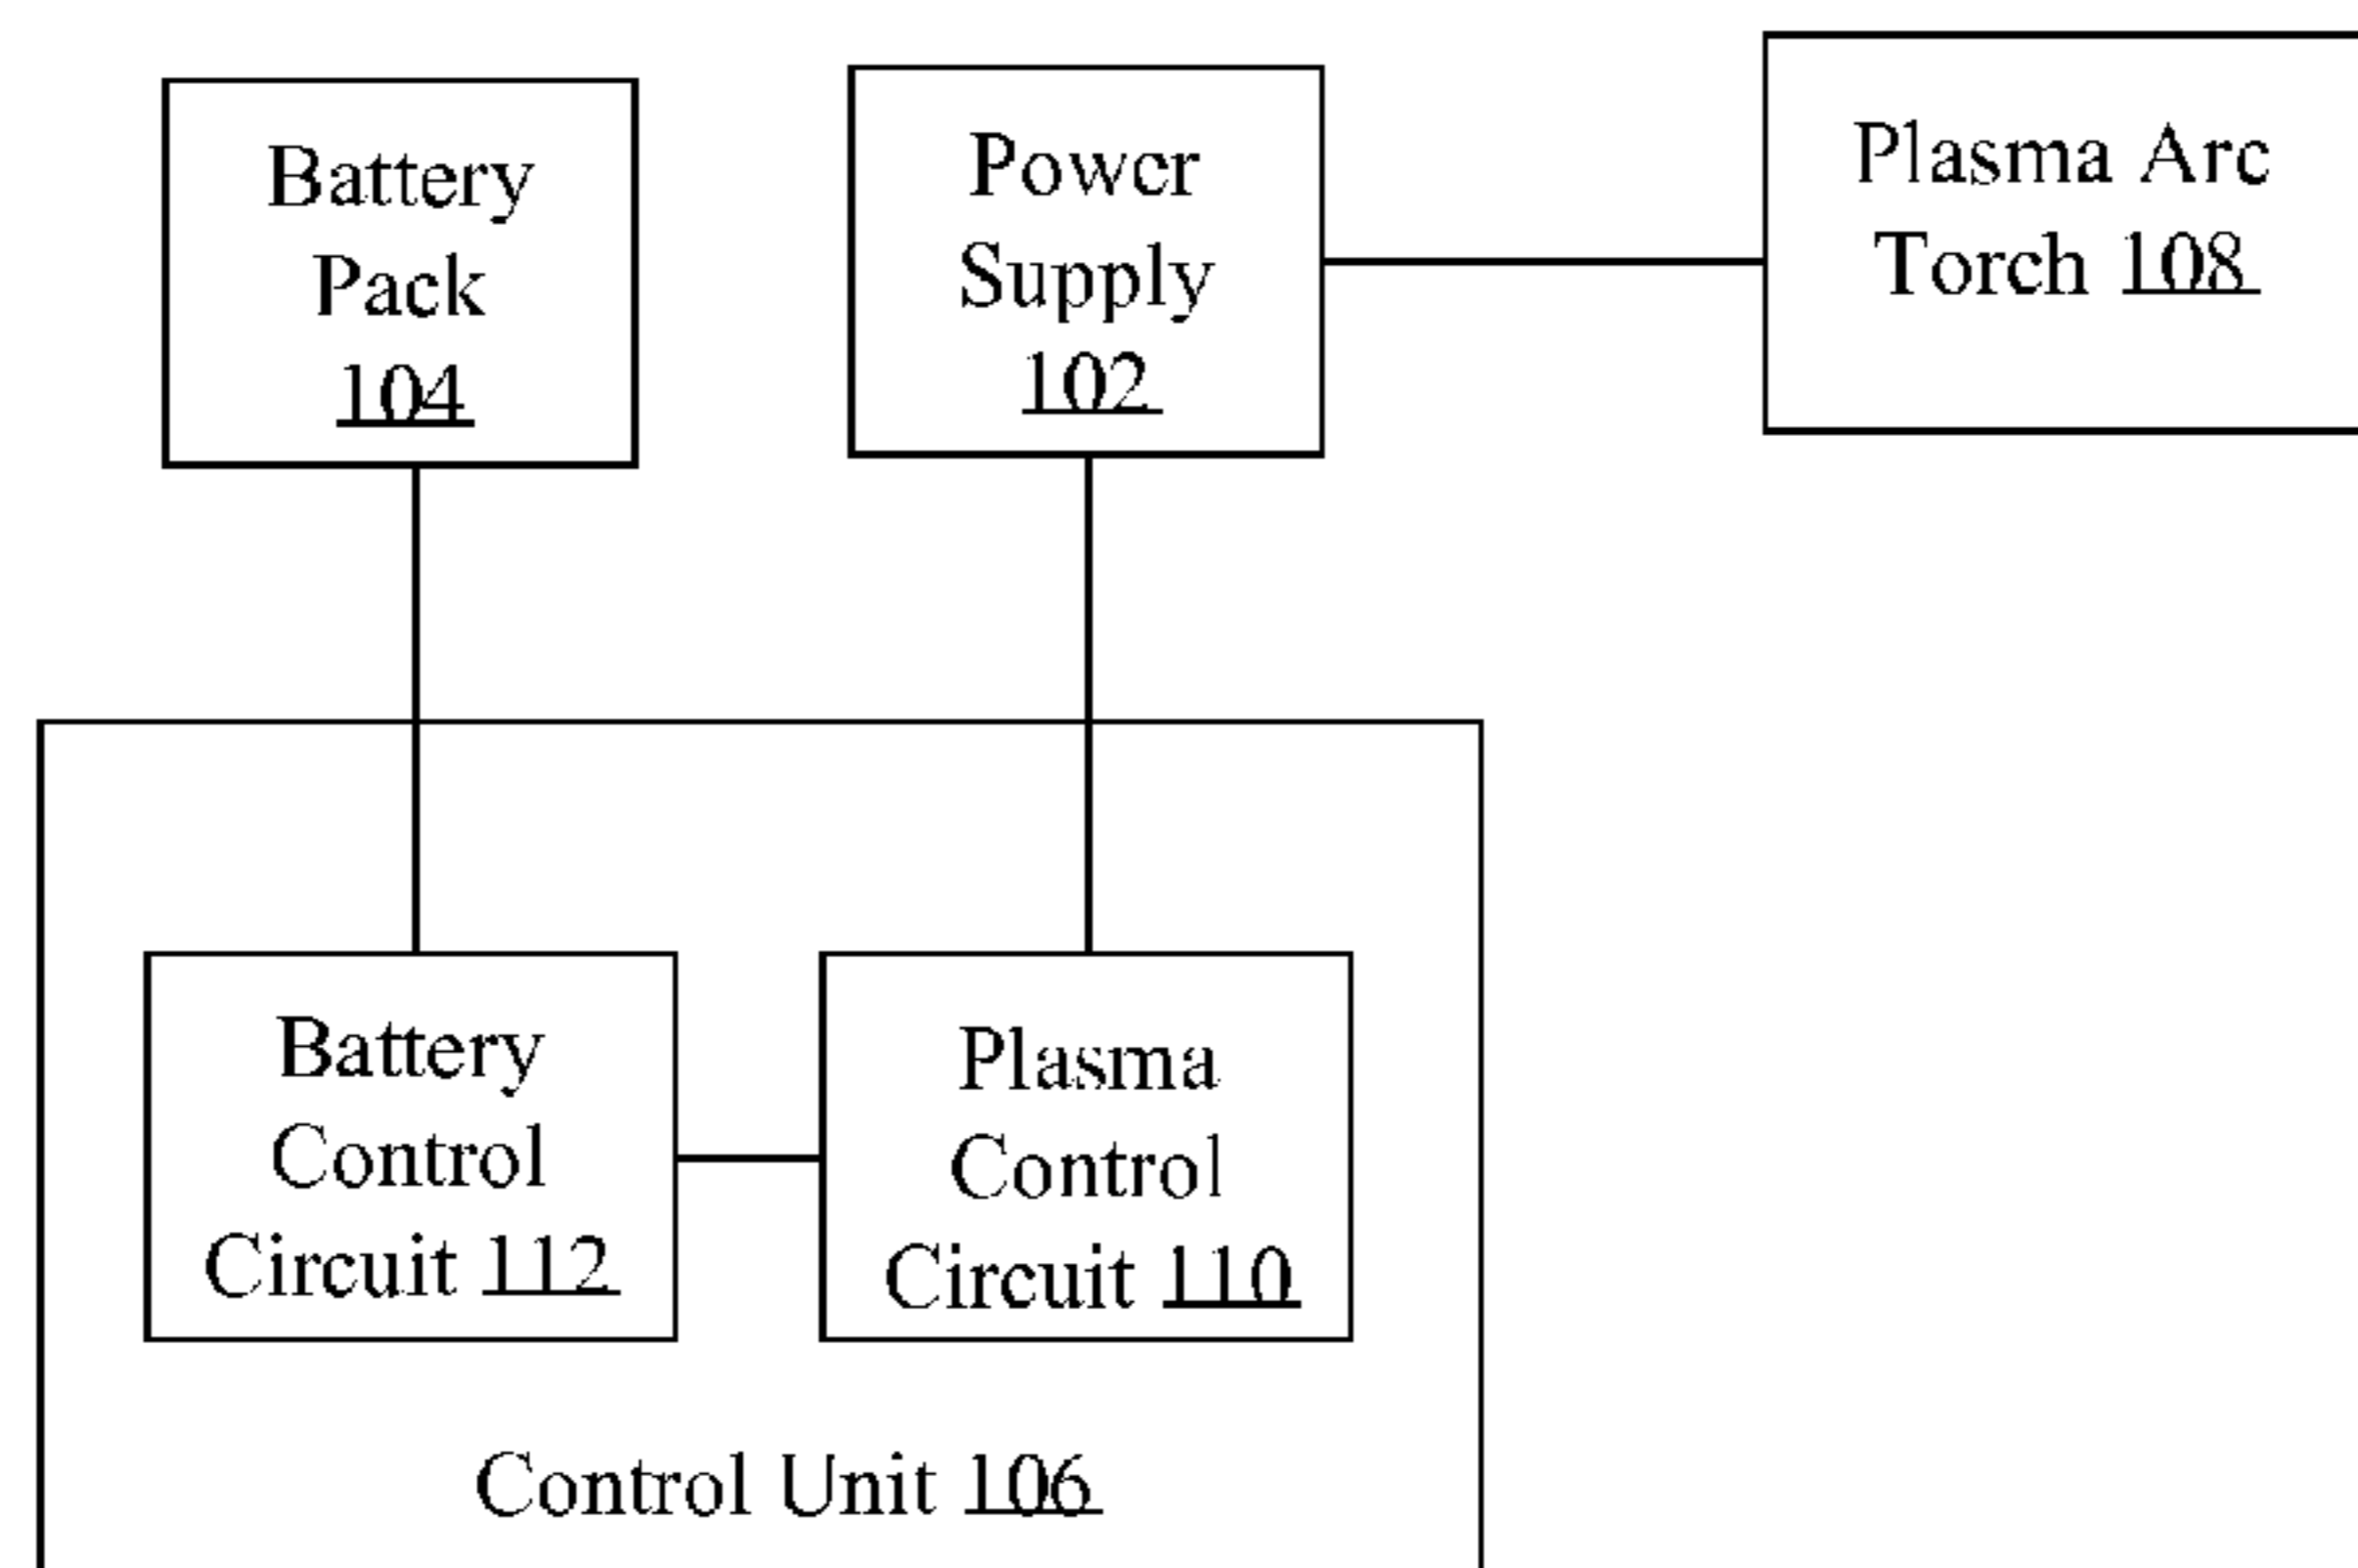 Battery
Pack
104
Power
Supply
102
Plasma Arc
Torch 108
Battery
Control
Circuit 112
Plasma
Control
Circuit 110
Control Unit 106